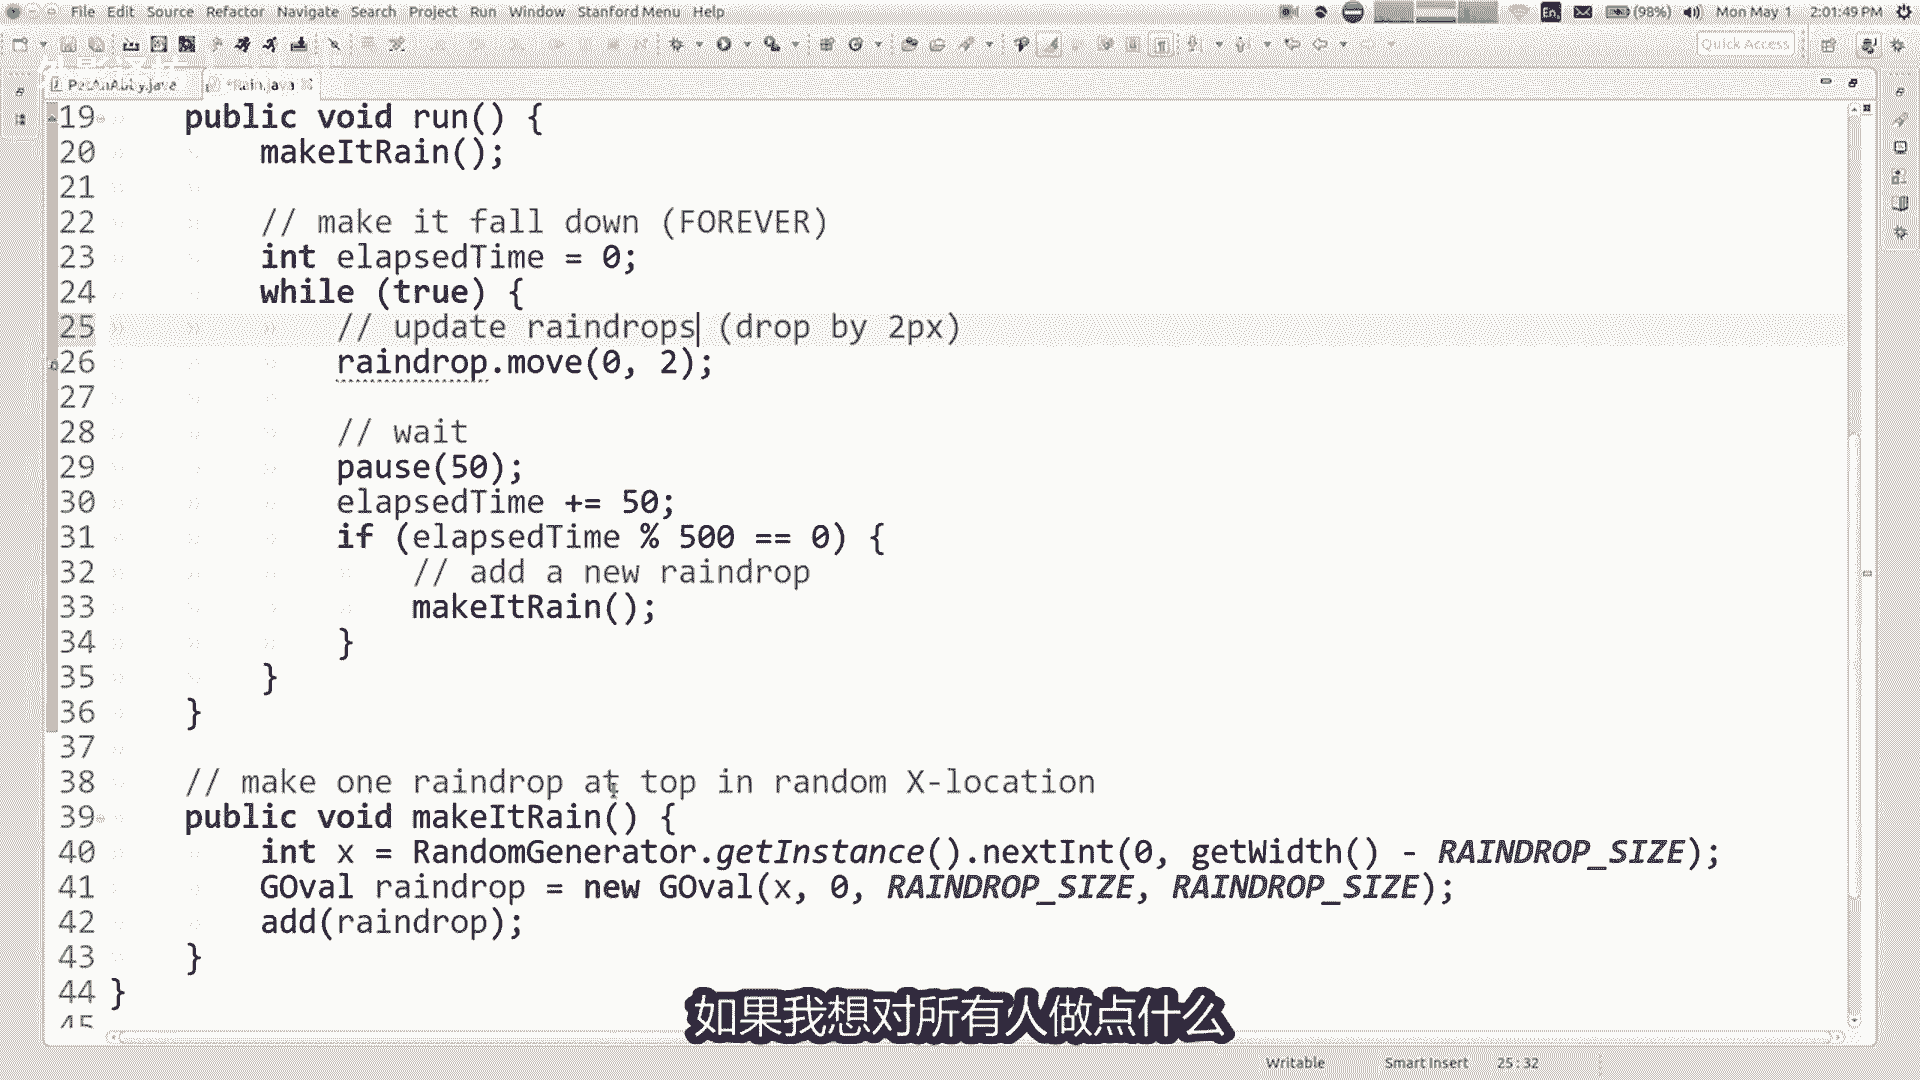 File Edit Source Refactor Navigate Search Project Run Window Stanford Menu Help
En
(98%)
Mon May 1
2:01:49 PM
Quick Access
*Rain.java
19 public void run() {
20 makeItRain();
21
22 // make it fall down (FOREVER)
23 int elapsedTime = 0;
24 while (true) {
25 // update raindrops (drop by 2px)
26 raindrop.move(0, 2);
27
28 // wait
29 pause(50);
30 elapsedTime += 50;
31 if (elapsedTime % 500 == 0) {
32 // add a new raindrop
33 makeItRain();
34 }
35 }
36 }
37
38 // make one raindrop at top in random X-location
39 public void makeItRain() {
40 int x = RandomGenerator.getInstance().nextInt(0, getWidth() - RAINDROP_SIZE);
41 GOval raindrop = new GOval(x, 0, RAINDROP_SIZE, RAINDROP_SIZE);
42 add(raindrop);
43 }
44 }
45
如果我想对所有人做点什么
Writable
Smart Insert
25 : 32